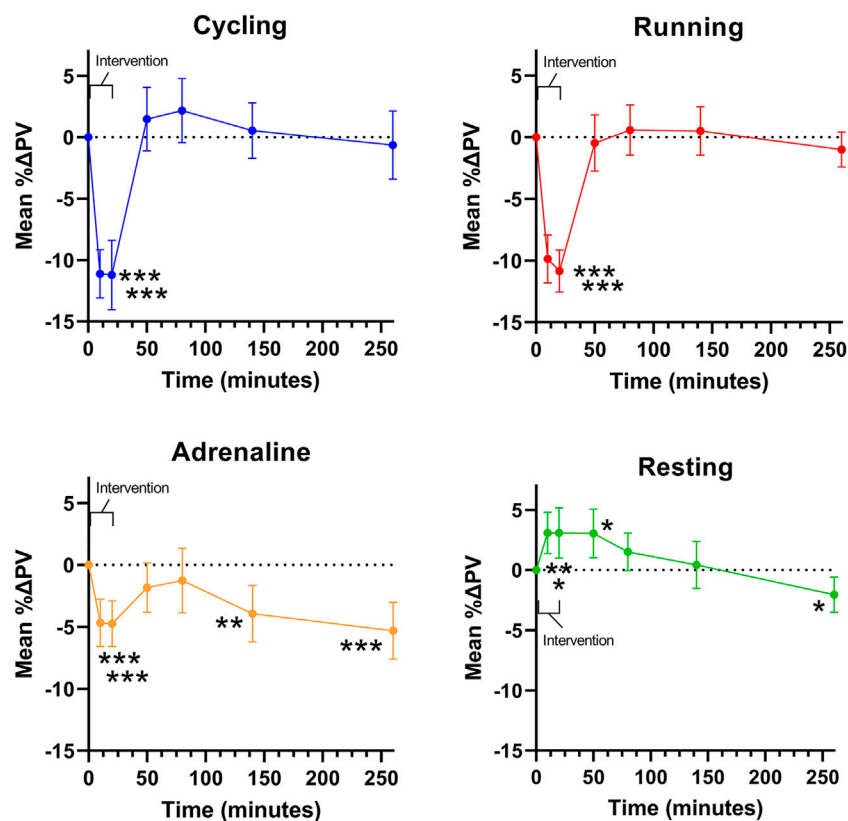 Cycling
Intervention
Mean %ΔPV
5
0
-5
-10
-15
***
***
0 50 100 150 200 250
Time (minutes)
Running
Intervention
Mean %ΔPV
5
0
-5
-10
-15
***
***
0 50 100 150 200 250
Time (minutes)
Adrenaline
Intervention
Mean %ΔPV
5
0
-5
-10
-15
***
***
**
***
0 50 100 150 200 250
Time (minutes)
Resting
Mean %ΔPV
5
0
-5
-10
-15
*
**
*
*
Intervention
0 50 100 150 200 250
Time (minutes)